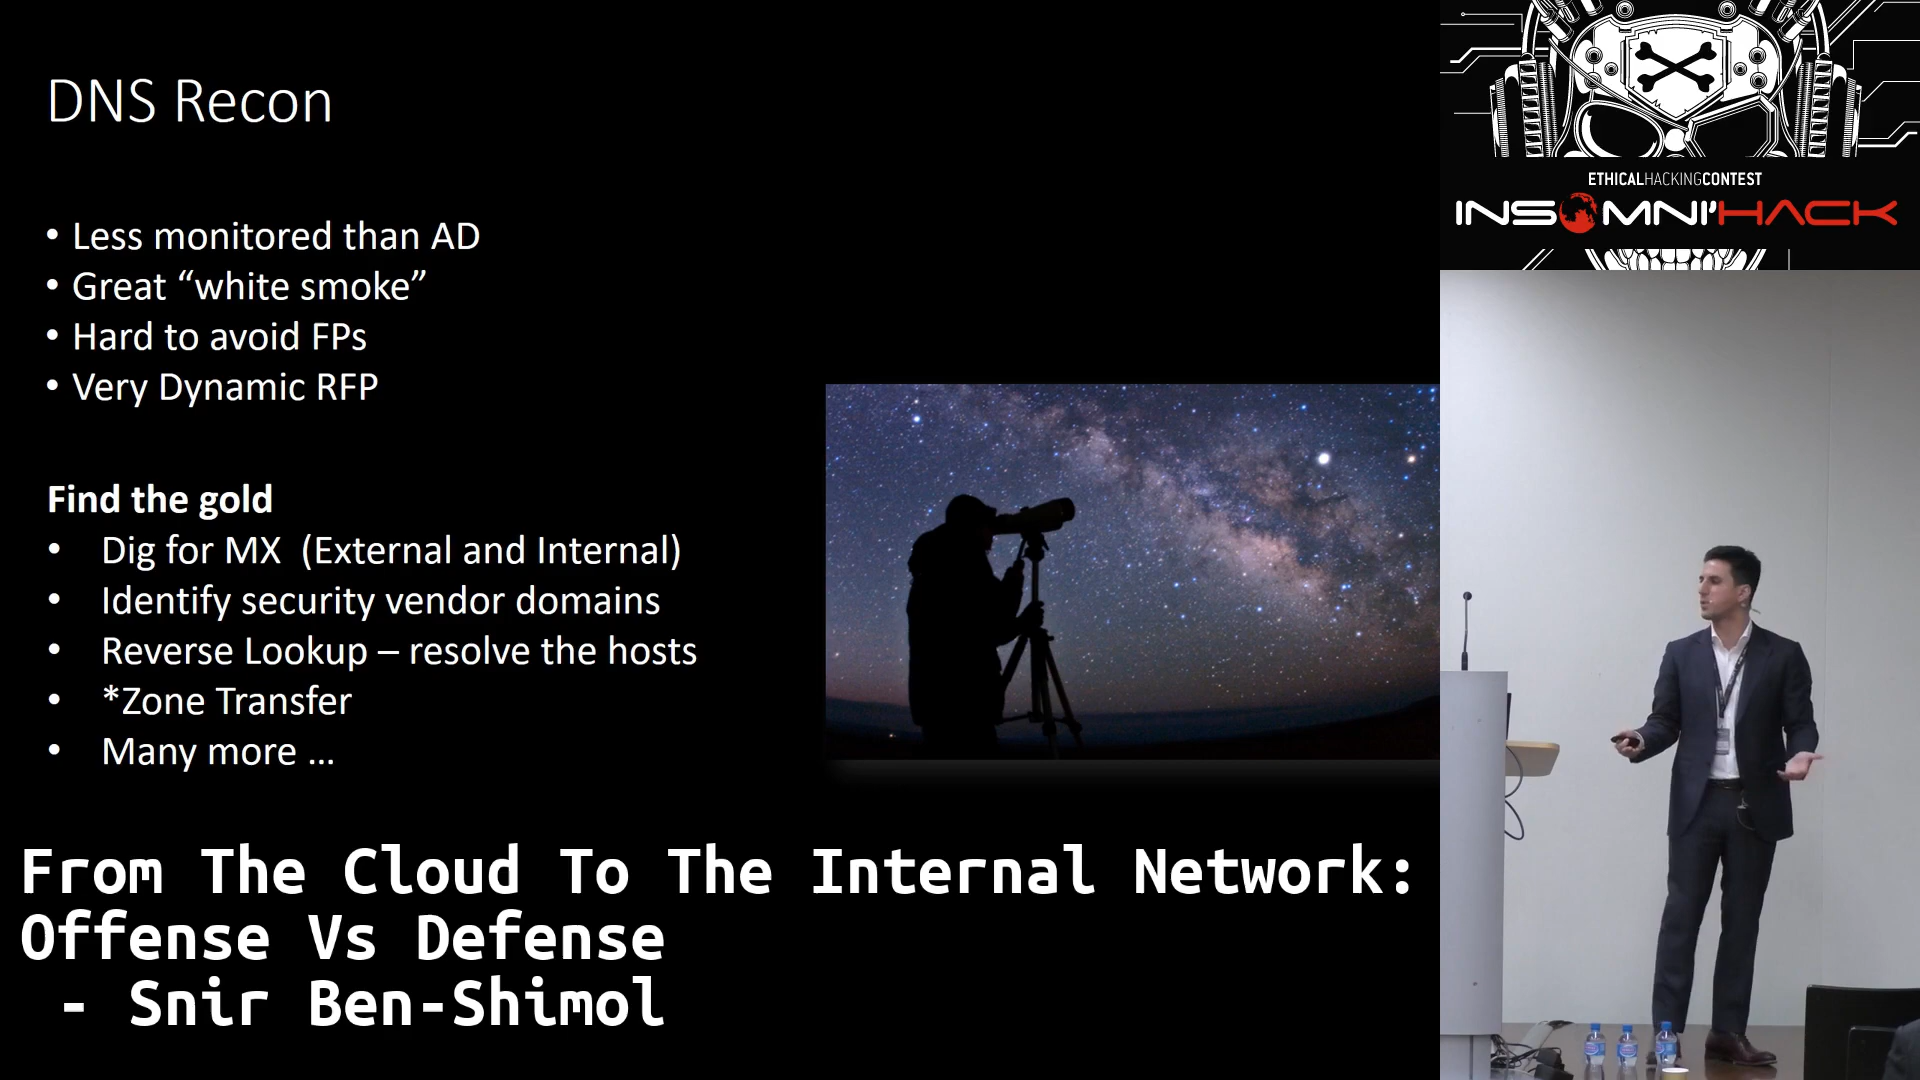 DNS Recon
• Less monitored than AD
• Great “white smoke”
• Hard to avoid FPs
• Very Dynamic RFP
Find the gold
• Dig for MX (External and Internal)
• Identify security vendor domains
• Reverse Lookup – resolve the hosts
• *Zone Transfer
• Many more ...
From The Cloud To The Internal Network:
Offense Vs Defense
- Snir Ben-Shimol
ETHICALHACKINGCONTEST
INSOMNI'HACK